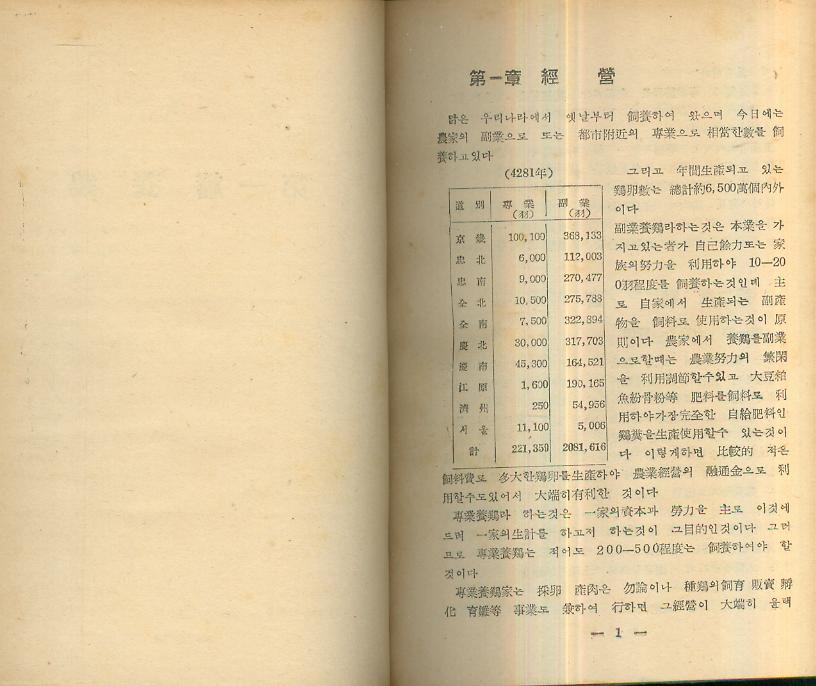 第一章 經 營
닭은 우리나라에서 옛날부터 飼養하여 왔으며 今日에는
農家의 副業으로 또는 都市附近의 專業으로 相當한數를 飼
養하고있다
(4281年)
道 別 專 業 (羽) 副 業 (羽)
京 畿 100,100 368,133
忠 北 6,000 112,003
忠 南 9,000 270,477
全 北 10,500 275,788
全 南 7,500 322,894
慶 北 30,000 317,703
慶 南 45,300 164,521
江 原 1,600 190,165
濟 州 250 54,956
서 울 11,100 5,006
計 221,350 2081,616
그리고 年間生產되고 있는
鷄卵數는 總計約6,500萬個內外
이다
副業養鷄라하는것은 本業을 가
지고있는者가 自己餘力또는 家
族의努力을 利用하야 10—20
0羽程度를 飼養하는것인데 主
로 自家에서 生產되는 副產
物을 飼料로 使用하는것이 原
則이다 農家에서 養鷄를副業
으로할때는 農業努力의 繁閑
을 利用調節할수있고 大豆粕
魚粉骨粉等 肥料를飼料로 利
用하야가장完全한 自給肥料인
鷄糞을生產使用할수 있는것이
다 이렇게하면 比較的 적은
飼料費로 多大한鷄卵를生產하야 農業經營의 融通金으로 利
用할수도있어서 大端히有利한 것이다
專業養鷄라 하는것은 一家의資本과 勞力을 主로 이것에
드려 一家의生計를 하고저 하는것이 그目的인것이다 그러
므로 專業養鷄는 적어도 200—500程度는 飼養하여야 할
것이다
專業養鷄家는 採卵 產肉은 勿論이나 種鷄의飼育 販賣 孵
化 育雛等 事業도 兼하여 行하면 그經營이 大端히 윤택
— 1 —